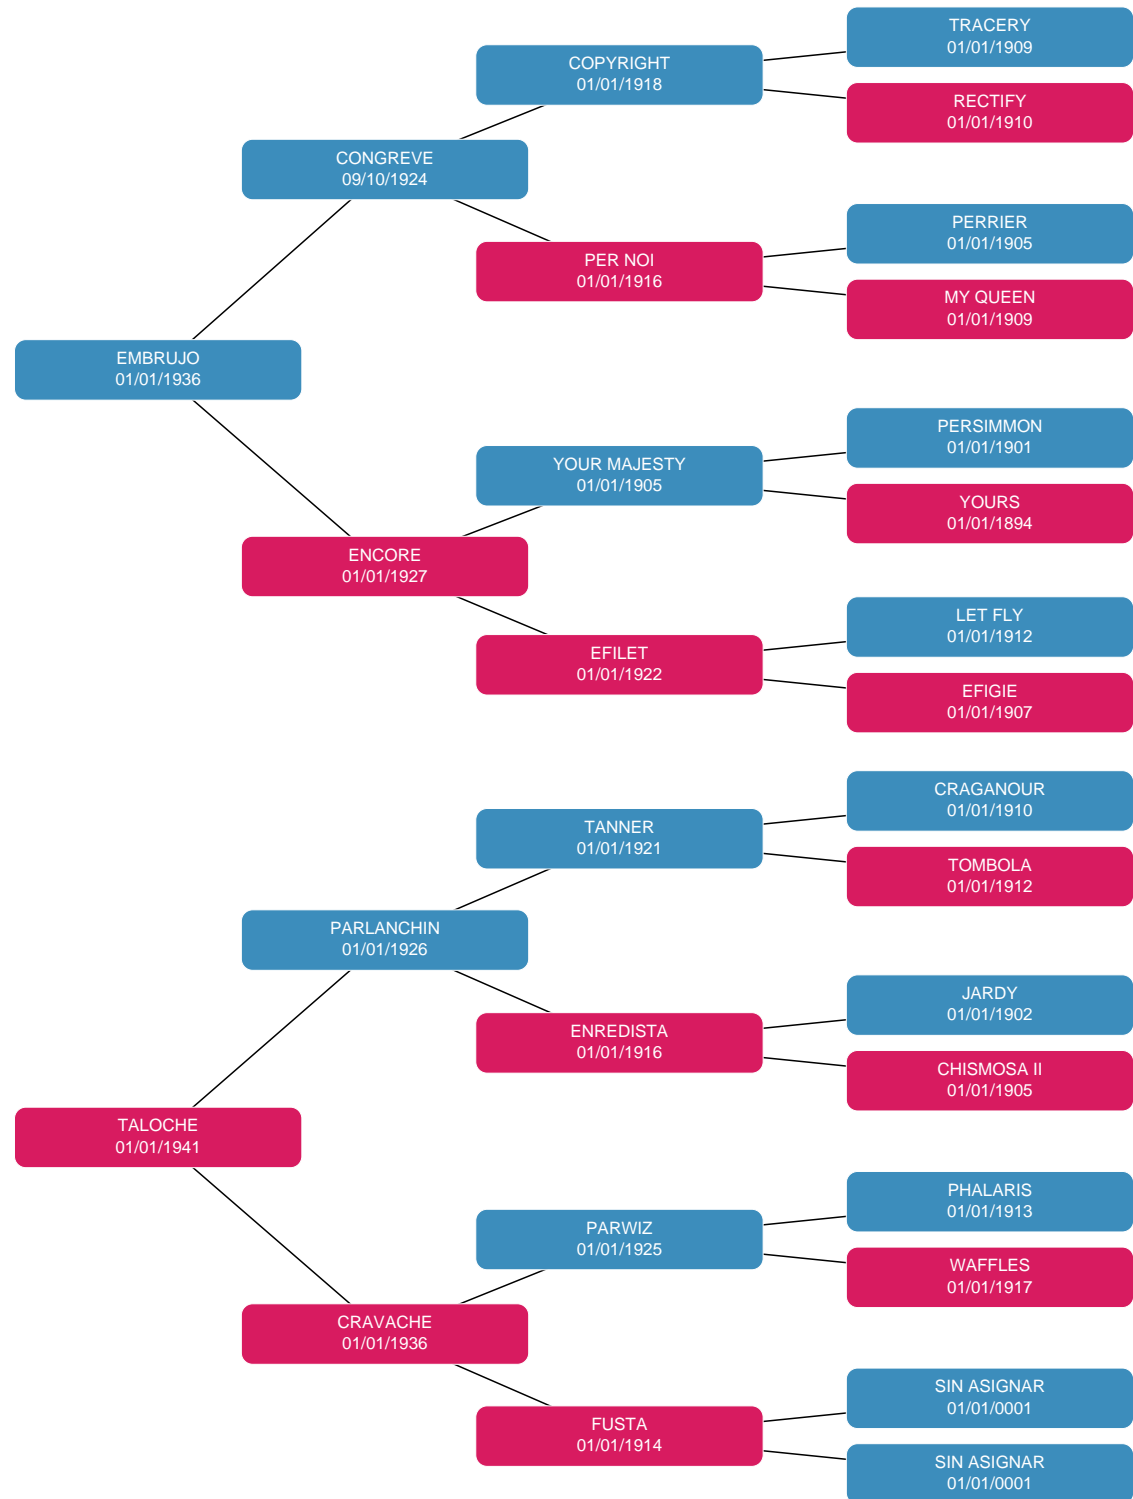 TRACERY
01/01/1909
COPYRIGHT
01/01/1918
RECTIFY
01/01/1910
CONGREVE
09/10/1924
PERRIER
01/01/1905
PER NOI
01/01/1916
MY QUEEN
01/01/1909
EMBRUJO
01/01/1936
PERSIMMON
01/01/1901
YOUR MAJESTY
01/01/1905
YOURS
01/01/1894
ENCORE
01/01/1927
LET FLY
01/01/1912
EFILET
01/01/1922
EFIGIE
01/01/1907
CRAGANOUR
01/01/1910
TANNER
01/01/1921
TOMBOLA
01/01/1912
PARLANCHIN
01/01/1926
JARDY
01/01/1902
ENREDISTA
01/01/1916
CHISMOSA II
01/01/1905
TALOCHE
01/01/1941
PHALARIS
01/01/1913
PARWIZ
01/01/1925
WAFFLES
01/01/1917
CRAVACHE
01/01/1936
SIN ASIGNAR
01/01/0001
FUSTA
01/01/1914
SIN ASIGNAR
01/01/0001